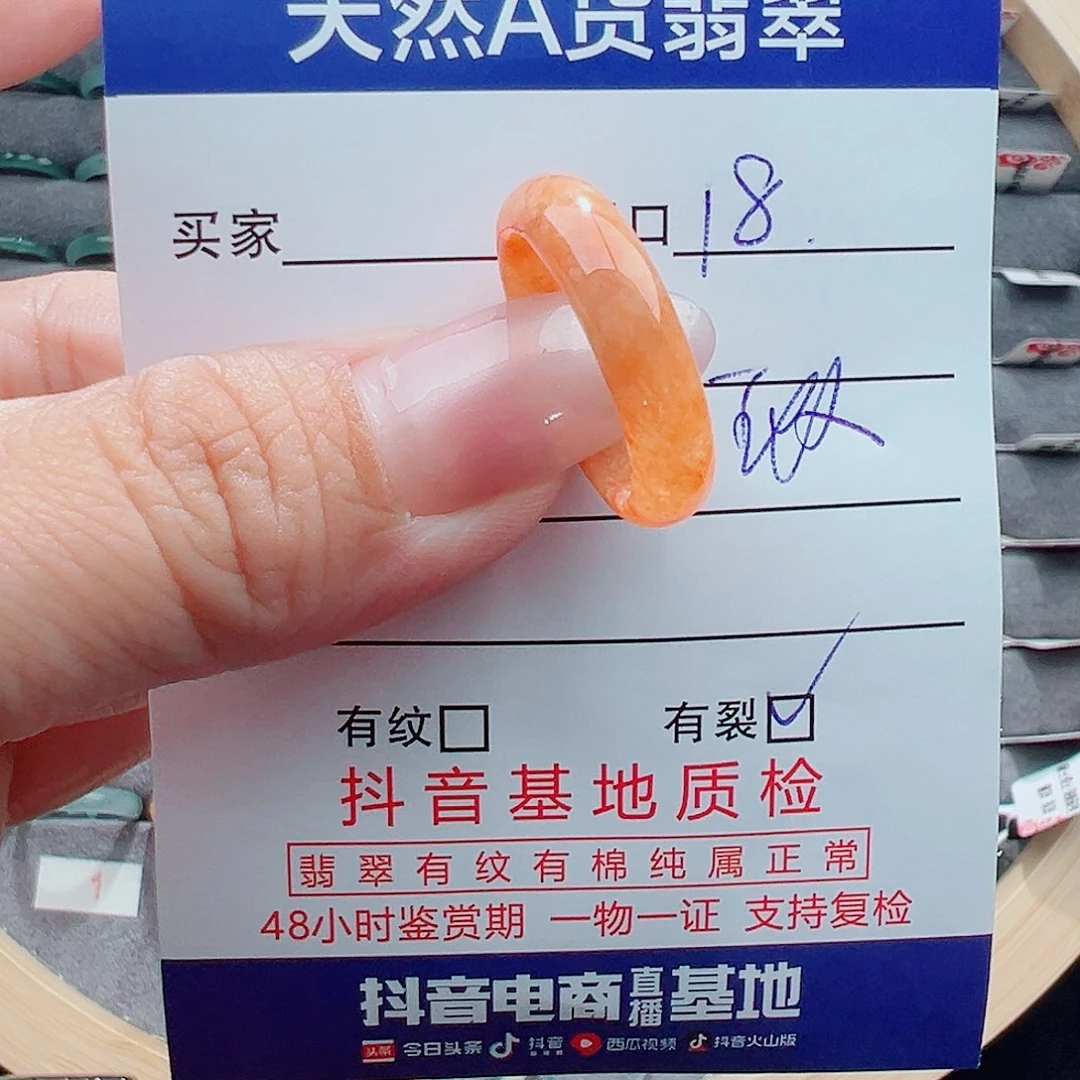 天然A货翡翠
买家 口 18.
有纹 有裂
抖音基地质检
翡翠有纹有棉纯属正常
48小时鉴赏期 一物一证 支持复检
抖音电商直播基地
头条 今日头条 抖音 西瓜视频 抖音火山版
1